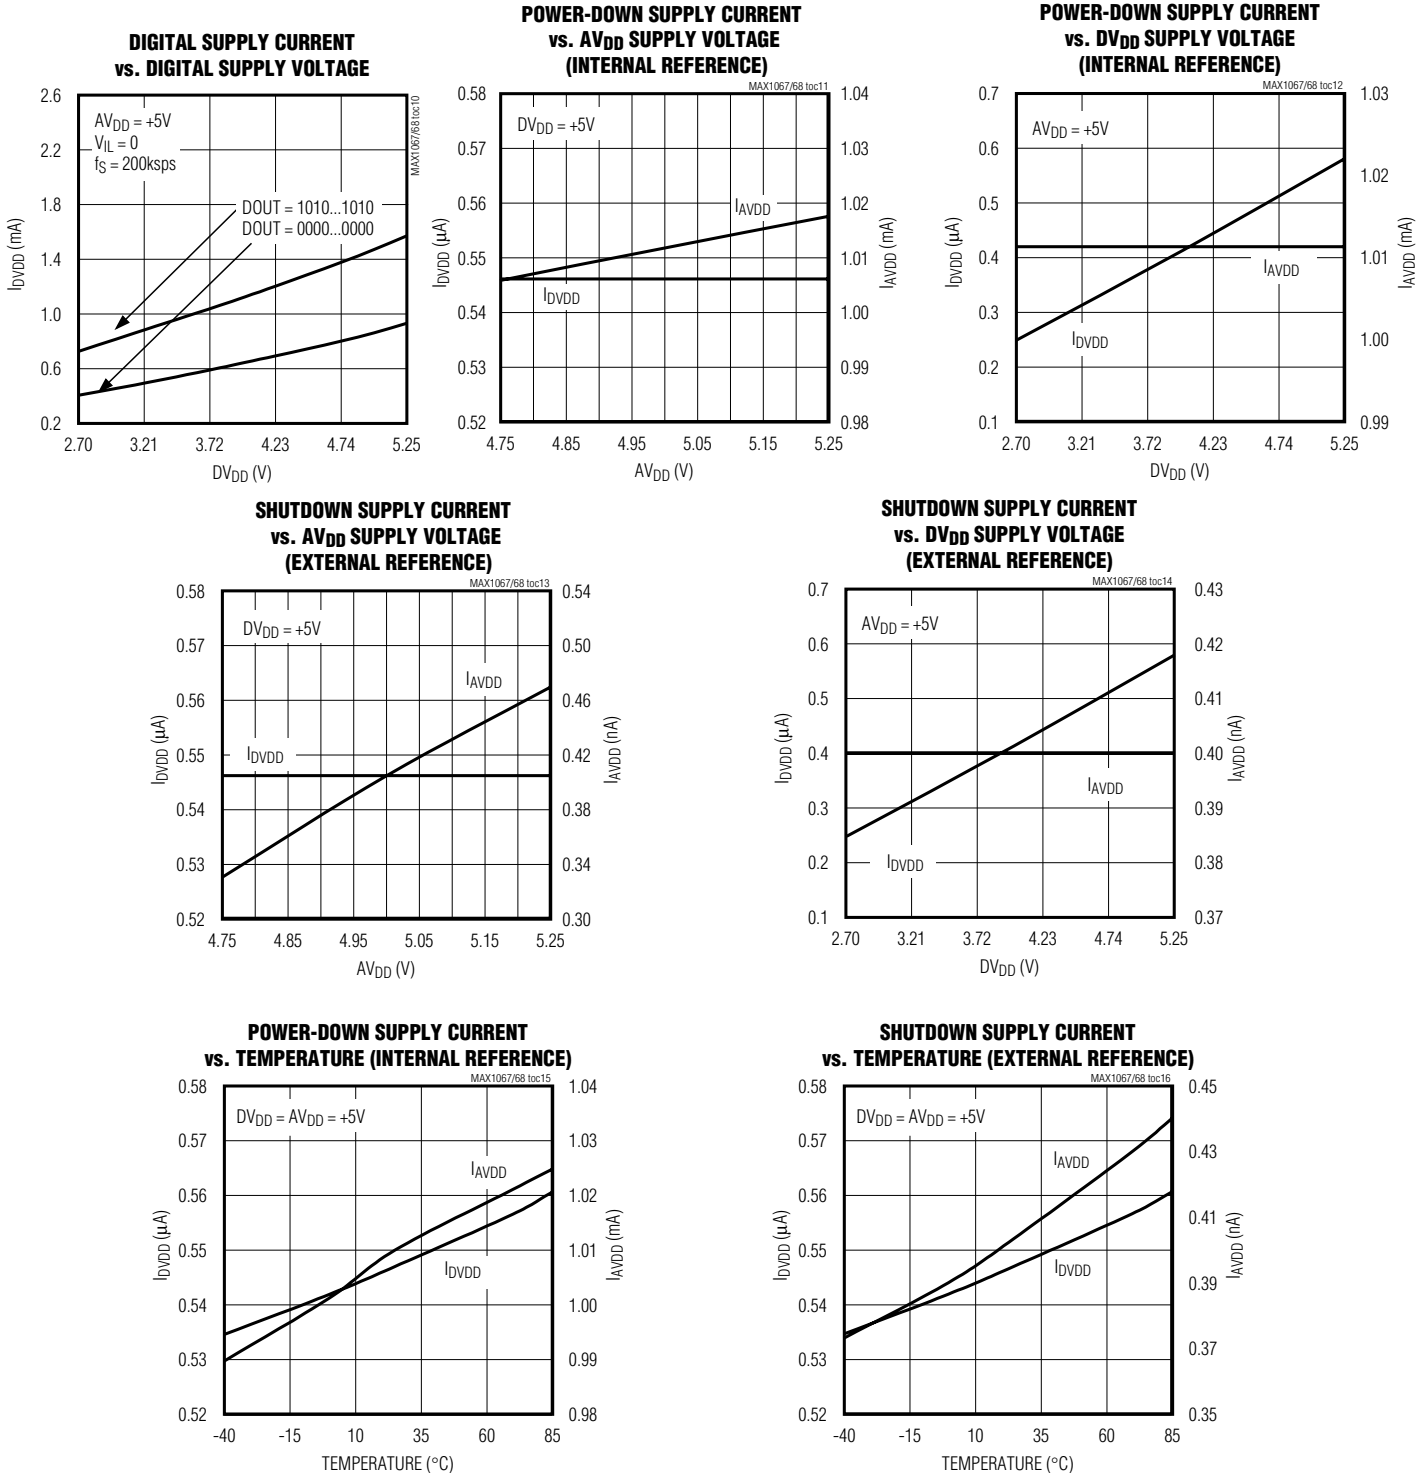 DIGITAL SUPPLY CURRENT
vs. DIGITAL SUPPLY VOLTAGE
MAX1067/68 toc10
AVDD = +5V
VIL = 0
fS = 200ksps
DOUT = 1010...1010
DOUT = 0000...0000
IDVDD (mA)
2.6
2.2
1.8
1.4
1.0
0.6
0.2
2.70 3.21 3.72 4.23 4.74 5.25
DVDD (V)
POWER-DOWN SUPPLY CURRENT
vs. AVDD SUPPLY VOLTAGE
(INTERNAL REFERENCE)
MAX1067/68 toc11
DVDD = +5V
IAVDD
IDVDD
IDVDD (µA)
0.58
0.57
0.56
0.55
0.54
0.53
0.52
IAVDD (mA)
1.04
1.03
1.02
1.01
1.00
0.99
0.98
4.75 4.85 4.95 5.05 5.15 5.25
AVDD (V)
POWER-DOWN SUPPLY CURRENT
vs. DVDD SUPPLY VOLTAGE
(INTERNAL REFERENCE)
MAX1067/68 toc12
AVDD = +5V
IAVDD
IDVDD
IDVDD (µA)
0.7
0.6
0.5
0.4
0.3
0.2
0.1
IAVDD (mA)
1.03
1.02
1.01
1.00
0.99
2.70 3.21 3.72 4.23 4.74 5.25
DVDD (V)
SHUTDOWN SUPPLY CURRENT
vs. AVDD SUPPLY VOLTAGE
(EXTERNAL REFERENCE)
MAX1067/68 toc13
DVDD = +5V
IAVDD
IDVDD
IDVDD (µA)
0.58
0.57
0.56
0.55
0.54
0.53
0.52
IAVDD (nA)
0.54
0.50
0.46
0.42
0.38
0.34
0.30
4.75 4.85 4.95 5.05 5.15 5.25
AVDD (V)
SHUTDOWN SUPPLY CURRENT
vs. DVDD SUPPLY VOLTAGE
(EXTERNAL REFERENCE)
MAX1067/68 toc14
AVDD = +5V
IAVDD
IDVDD
IDVDD (µA)
0.7
0.6
0.5
0.4
0.3
0.2
0.1
IAVDD (nA)
0.43
0.42
0.41
0.40
0.39
0.38
0.37
2.70 3.21 3.72 4.23 4.74 5.25
DVDD (V)
POWER-DOWN SUPPLY CURRENT
vs. TEMPERATURE (INTERNAL REFERENCE)
MAX1067/68 toc15
DVDD = AVDD = +5V
IAVDD
IDVDD
IDVDD (µA)
0.58
0.57
0.56
0.55
0.54
0.53
0.52
IAVDD (mA)
1.04
1.03
1.02
1.01
1.00
0.99
0.98
-40 -15 10 35 60 85
TEMPERATURE (°C)
SHUTDOWN SUPPLY CURRENT
vs. TEMPERATURE (EXTERNAL REFERENCE)
MAX1067/68 toc16
DVDD = AVDD = +5V
IAVDD
IDVDD
IDVDD (µA)
0.58
0.57
0.56
0.55
0.54
0.53
0.52
IAVDD (nA)
0.45
0.43
0.41
0.39
0.37
0.35
-40 -15 10 35 60 85
TEMPERATURE (°C)